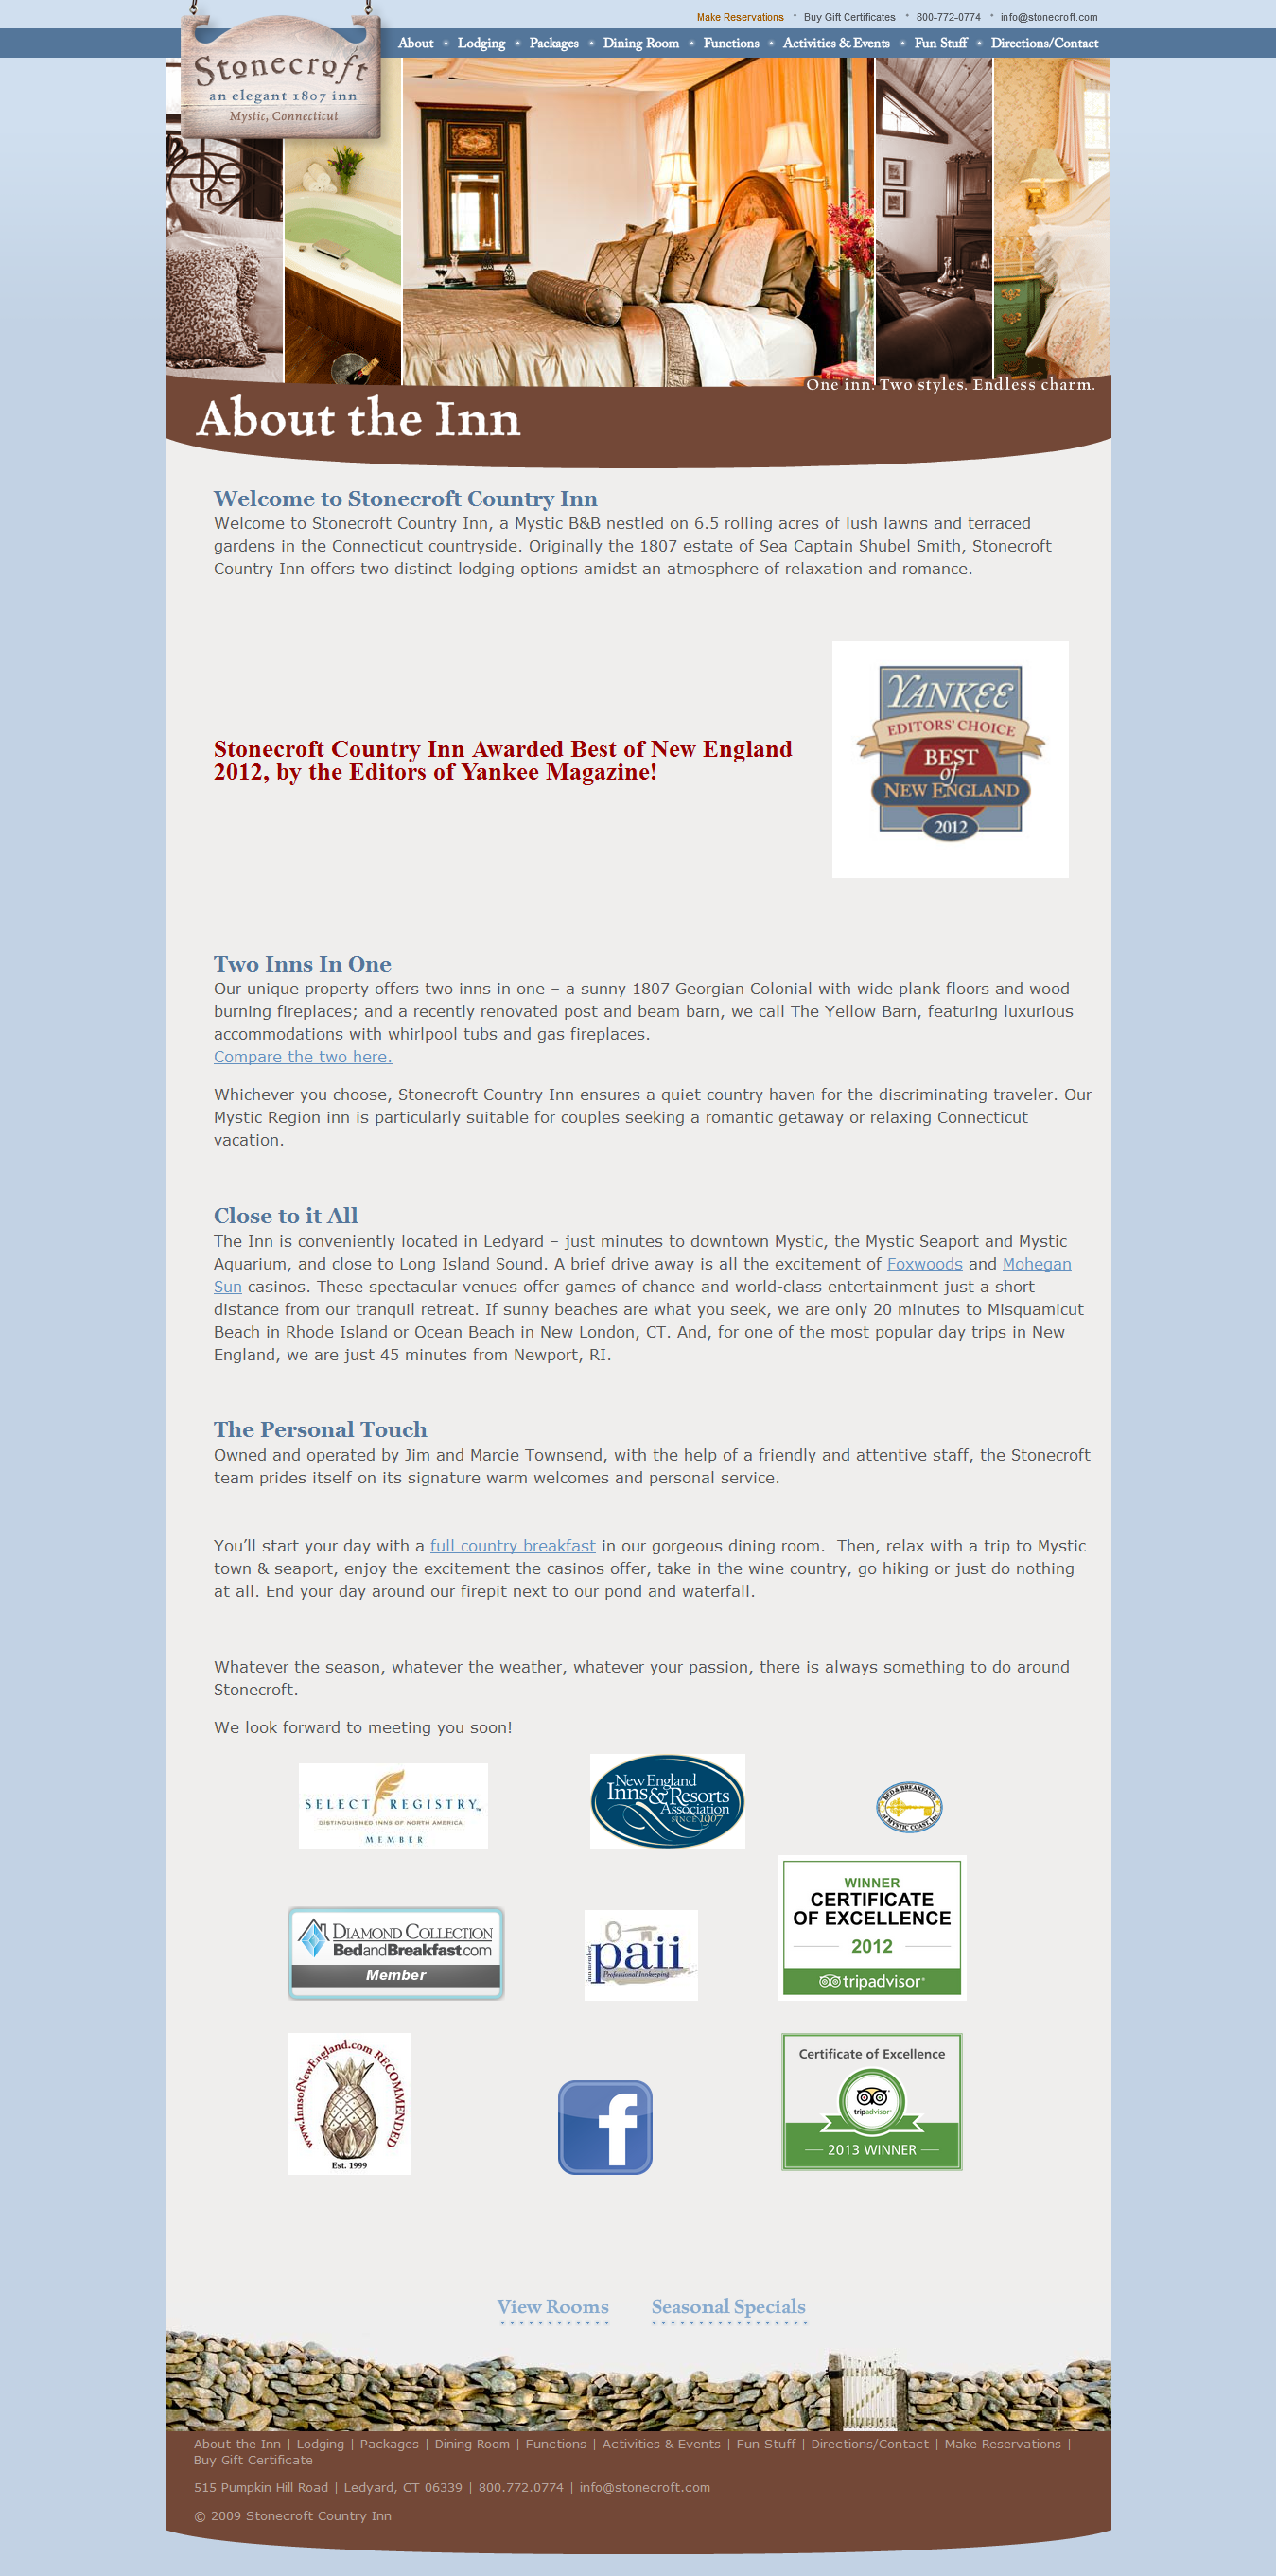 Make Reservations * Buy Gift Certificates * 800-772-0774 * info@stonecroft.com
About • Lodging • Packages • Dining Room • Functions • Activities & Events • Fun Stuff • Directions/Contact
Stonecroft
an elegant 1807 inn
Mystic, Connecticut
One inn. Two styles. Endless charm.
About the Inn
Welcome to Stonecroft Country Inn
Welcome to Stonecroft Country Inn, a Mystic B&B nestled on 6.5 rolling acres of lush lawns and terraced
gardens in the Connecticut countryside. Originally the 1807 estate of Sea Captain Shubel Smith, Stonecroft
Country Inn offers two distinct lodging options amidst an atmosphere of relaxation and romance.
Stonecroft Country Inn Awarded Best of New England
2012, by the Editors of Yankee Magazine!
YANKEE
EDITORS' CHOICE
BEST
of
NEW ENGLAND
2012
Two Inns In One
Our unique property offers two inns in one – a sunny 1807 Georgian Colonial with wide plank floors and wood
burning fireplaces; and a recently renovated post and beam barn, we call The Yellow Barn, featuring luxurious
accommodations with whirlpool tubs and gas fireplaces.
Compare the two here.
Whichever you choose, Stonecroft Country Inn ensures a quiet country haven for the discriminating traveler. Our
Mystic Region inn is particularly suitable for couples seeking a romantic getaway or relaxing Connecticut
vacation.
Close to it All
The Inn is conveniently located in Ledyard – just minutes to downtown Mystic, the Mystic Seaport and Mystic
Aquarium, and close to Long Island Sound. A brief drive away is all the excitement of Foxwoods and Mohegan
Sun casinos. These spectacular venues offer games of chance and world-class entertainment just a short
distance from our tranquil retreat. If sunny beaches are what you seek, we are only 20 minutes to Misquamicut
Beach in Rhode Island or Ocean Beach in New London, CT. And, for one of the most popular day trips in New
England, we are just 45 minutes from Newport, RI.
The Personal Touch
Owned and operated by Jim and Marcie Townsend, with the help of a friendly and attentive staff, the Stonecroft
team prides itself on its signature warm welcomes and personal service.
You'll start your day with a full country breakfast in our gorgeous dining room. Then, relax with a trip to Mystic
town & seaport, enjoy the excitement the casinos offer, take in the wine country, go hiking or just do nothing
at all. End your day around our firepit next to our pond and waterfall.
Whatever the season, whatever the weather, whatever your passion, there is always something to do around
Stonecroft.
We look forward to meeting you soon!
SELECT REGISTRY™
DISTINGUISHED INNS OF NORTH AMERICA
MEMBER
New England
Inns & Resorts
Association
SINCE 1907
BED & BREAKFASTS
of MYSTIC COAST, Inc.
DIAMOND COLLECTION
BedandBreakfast.com
Member
inn member
paii
Professional Innkeeping
WINNER
CERTIFICATE
OF EXCELLENCE
2012
tripadvisor®
www.InnsofNewEngland.com RECOMMENDED
Est. 1999
f
Certificate of Excellence
tripadvisor
2013 WINNER
View Rooms Seasonal Specials
About the Inn | Lodging | Packages | Dining Room | Functions | Activities & Events | Fun Stuff | Directions/Contact | Make Reservations |
Buy Gift Certificate
515 Pumpkin Hill Road | Ledyard, CT 06339 | 800.772.0774 | info@stonecroft.com
© 2009 Stonecroft Country Inn